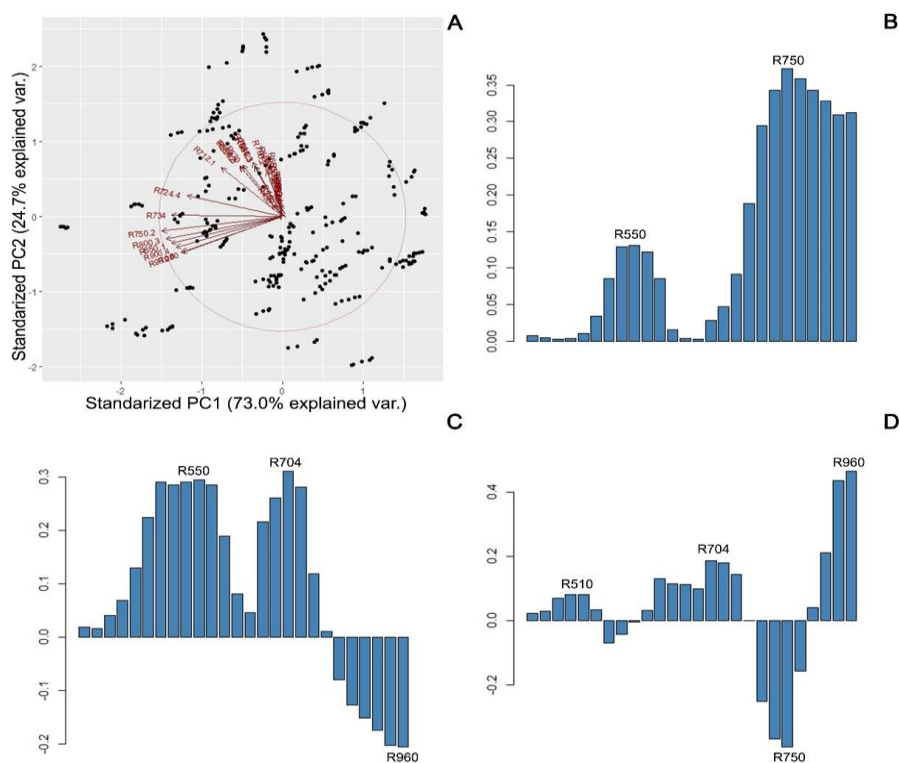 A
Standarized PC2 (24.7% explained var.)
2
1
0
-1
-2
R712.1
R724.4
R734
R750.2
R800.3
-2
-1
0
1
Standarized PC1 (73.0% explained var.)
B
0.35
0.30
0.25
0.20
0.15
0.10
0.05
0.00
R550
R750
C
0.3
0.2
0.1
0.0
-0.1
-0.2
R550
R704
R960
D
0.4
0.2
0.0
-0.2
R510
R704
R750
R960